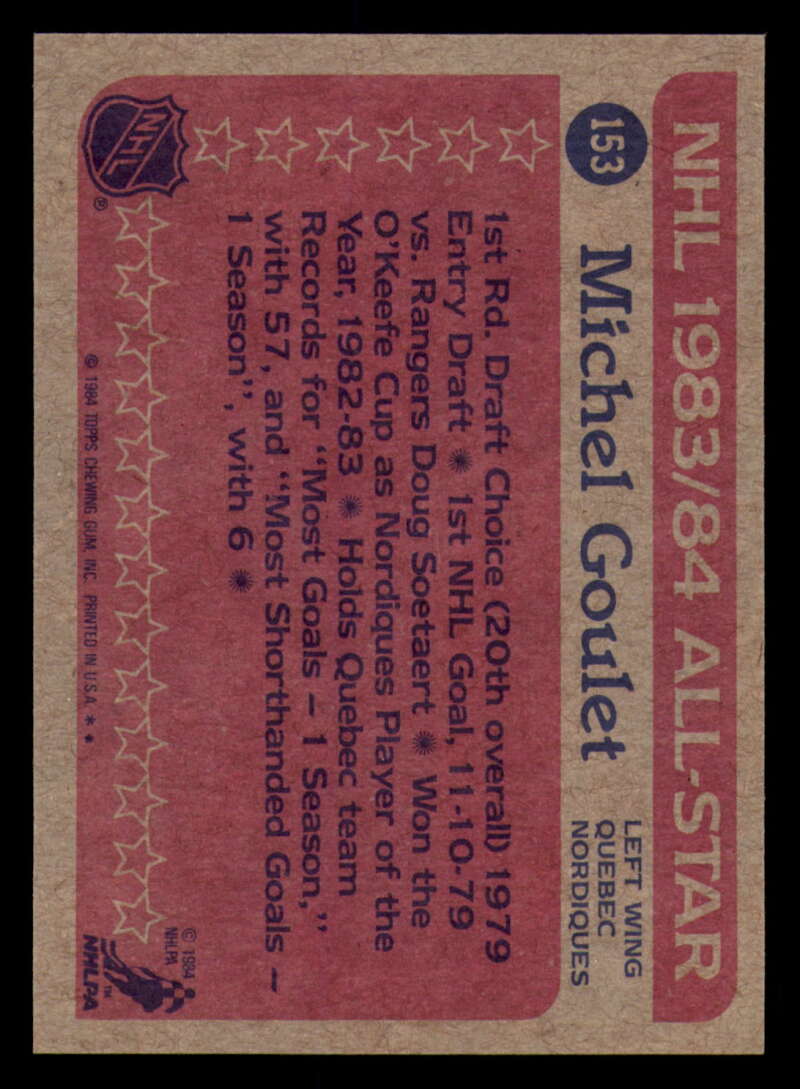 NHL 1983/84 ALL-STAR
153
Michel Goulet
LEFT WING
QUEBEC
NORDIQUES
1st Rd. Draft Choice (20th overall) 1979
Entry Draft ✺ 1st NHL Goal, 11-10-79
vs. Rangers Doug Soetaert ✺ Won the
O'Keefe Cup as Nordiques Player of the
Year, 1982-83 ✺ Holds Quebec team
Records for "Most Goals – 1 Season,"
with 57, and "Most Shorthanded Goals –
1 Season", with 6 ✺
NHL
®
© 1984
NHLPA
™
NHLPA
© 1984 TOPPS CHEWING GUM, INC. PRINTED IN U.S.A. * *